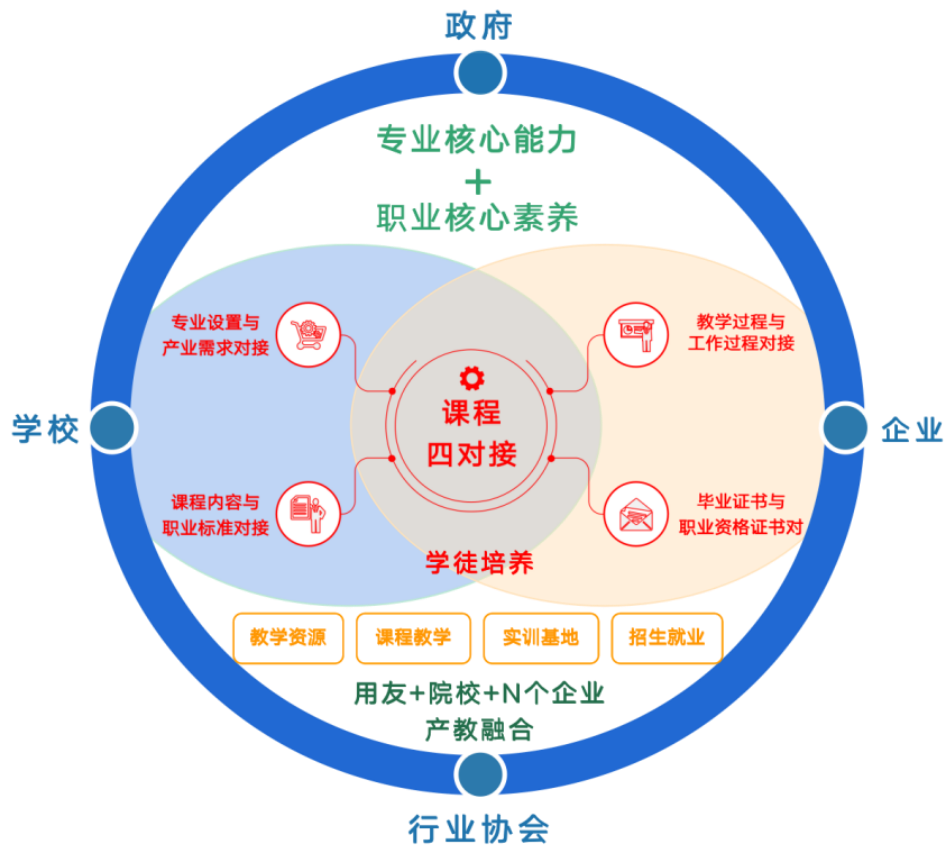 政府
专业核心能力
+
职业核心素养
专业设置与
产业需求对接
教学过程与
工作过程对接
课程
四对接
学校
企业
课程内容与
职业标准对接
毕业证书与
职业资格证书对
学徒培养
教学资源
课程教学
实训基地
招生就业
用友+院校+N个企业
产教融合
行业协会